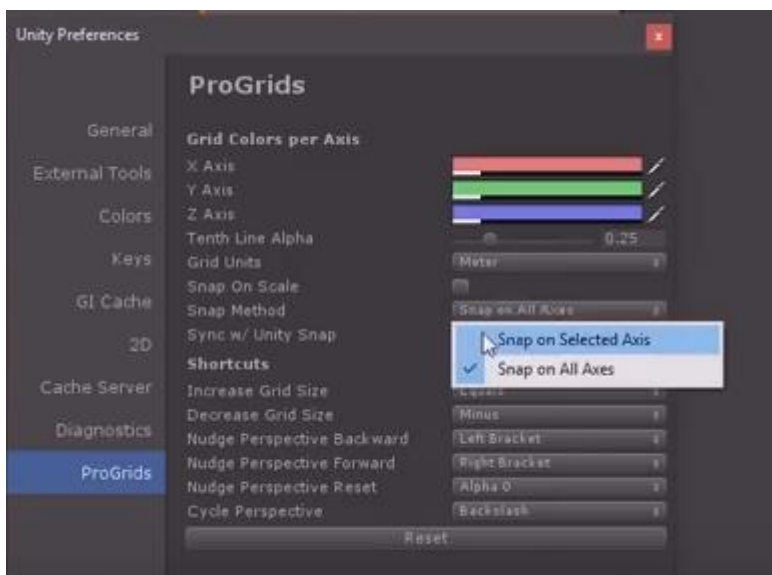 Unity Preferences
x
ProGrids
General
External Tools
Colors
Keys
GI Cache
2D
Cache Server
Diagnostics
ProGrids
Grid Colors per Axis
X Axis
Y Axis
Z Axis
Tenth Line Alpha 0.25
Grid Units Meter
Snap On Scale
Snap Method Snap on All Axes
Sync w/ Unity Snap
Snap on Selected Axis
Snap on All Axes
Shortcuts
Increase Grid Size Equals
Decrease Grid Size Minus
Nudge Perspective Backward Left Bracket
Nudge Perspective Forward Right Bracket
Nudge Perspective Reset Alpha 0
Cycle Perspective Backslash
Reset